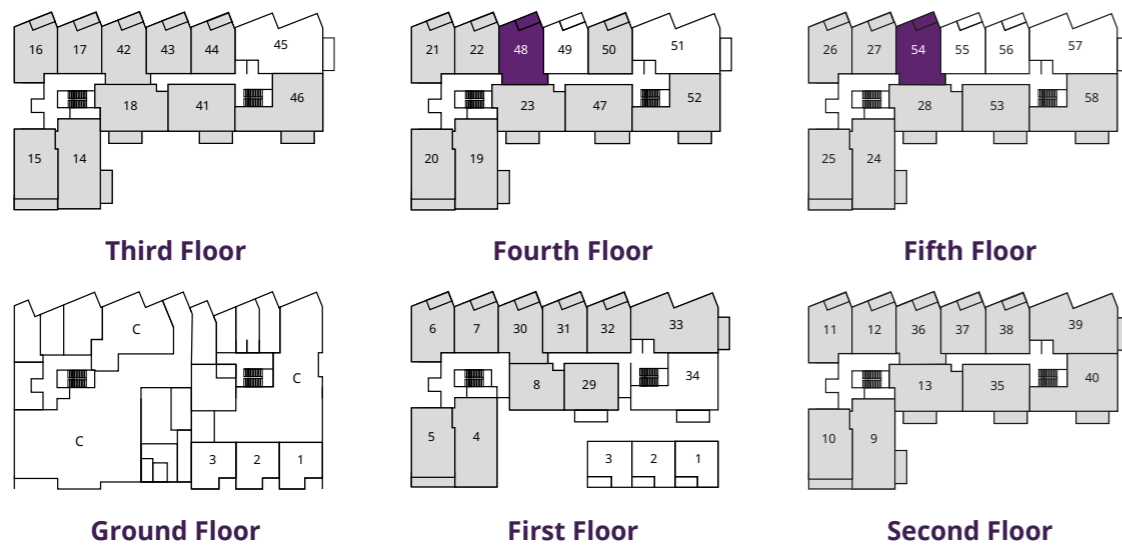 16 17 42 43 44 45
18 41 46
15 14
Third Floor
21 22 48 49 50 51
23 47 52
20 19
Fourth Floor
26 27 54 55 56 57
28 53 58
25 24
Fifth Floor
C
C
C
3 2 1
Ground Floor
6 7 30 31 32 33
8 29 34
5 4
3 2 1
First Floor
11 12 36 37 38 39
13 35 40
10 9
Second Floor